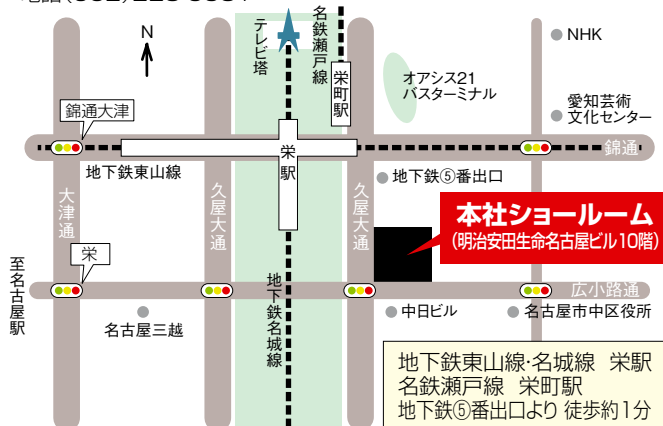 N
テレビ塔
名鉄瀬戸線
栄町駅
オアシス21
バスターミナル
NHK
愛知芸術
文化センター
錦通大津
錦通
地下鉄東山線
栄駅
地下鉄⑤番出口
大津通
久屋大通
久屋大通
本社ショールーム
(明治安田生命名古屋ビル10階)
栄
至名古屋駅
広小路通
名古屋三越
地下鉄名城線
中日ビル
名古屋市中区役所
地下鉄東山線・名城線 栄駅
名鉄瀬戸線 栄町駅
地下鉄⑤番出口より 徒歩約1分